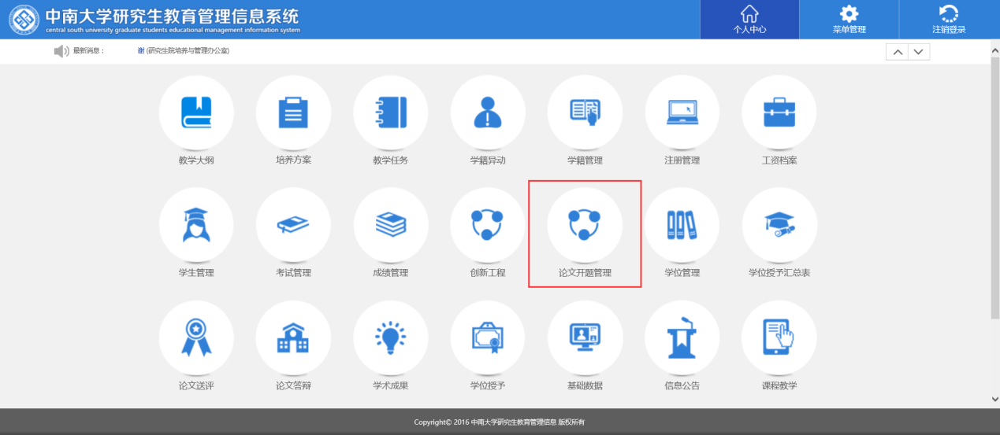 中南大学研究生教育管理信息系统
central south university graduate students educational management information system
个人中心
菜单管理
注销登录
最新消息：
谢 (研究生院培养与管理办公室)
教学大纲
培养方案
教学任务
学籍异动
学籍管理
注册管理
工资档案
学生管理
考试管理
成绩管理
创新工程
论文开题管理
学位管理
学位授予汇总表
论文送评
论文答辩
学术成果
学位授予
基础数据
信息公告
课程教学
Copyright© 2016 中南大学研究生教育管理信息 版权所有